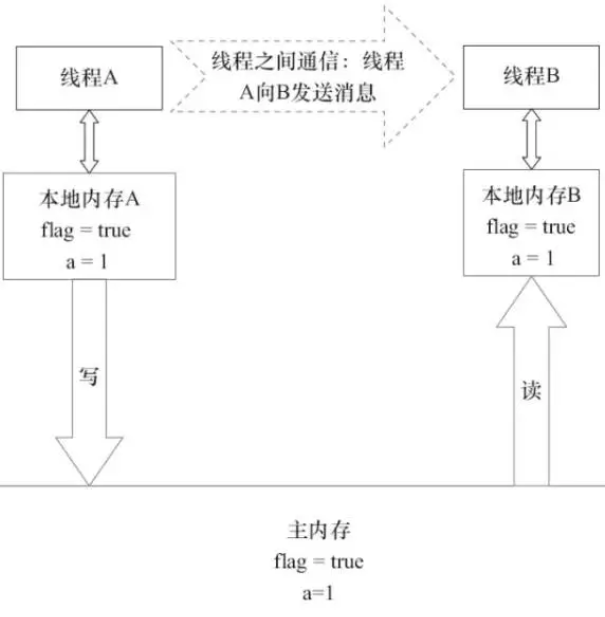 线程A
线程之间通信：线程
A向B发送消息
线程B
本地内存A
flag = true
a = 1
本地内存B
flag = true
a = 1
写
读
主内存
flag = true
a=1